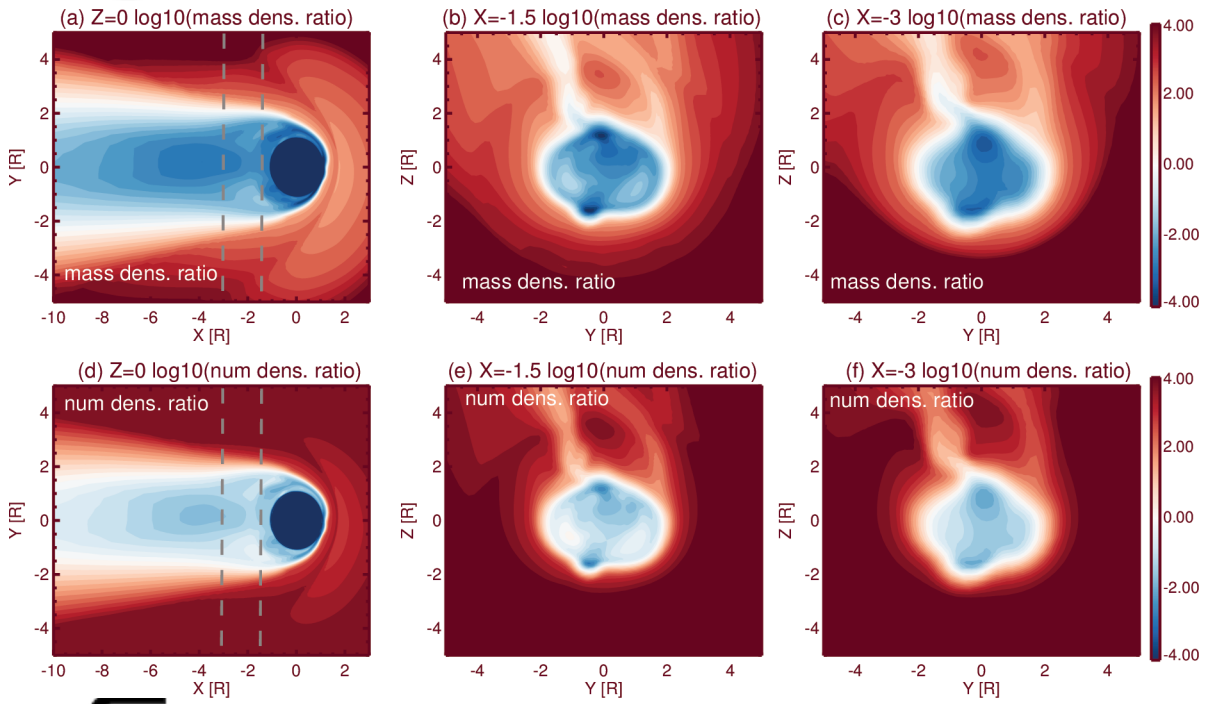 (a) Z=0 log10(mass dens. ratio)
(b) X=-1.5 log10(mass dens. ratio)
(c) X=-3 log10(mass dens. ratio)
4
2
0
-2
-4
Y [R]
mass dens. ratio
-10 -8 -6 -4 -2 0 2
X [R]
4
2
0
-2
-4
Z [R]
mass dens. ratio
-4 -2 0 2 4
Y [R]
4
2
0
-2
-4
Z [R]
mass dens. ratio
-4 -2 0 2 4
Y [R]
4.00
2.00
0.00
-2.00
-4.00
(d) Z=0 log10(num dens. ratio)
(e) X=-1.5 log10(num dens. ratio)
(f) X=-3 log10(num dens. ratio)
4
2
0
-2
-4
Y [R]
num dens. ratio
-10 -8 -6 -4 -2 0 2
X [R]
4
2
0
-2
-4
Z [R]
num dens. ratio
-4 -2 0 2 4
Y [R]
4
2
0
-2
-4
Z [R]
num dens. ratio
-4 -2 0 2 4
Y [R]
4.00
2.00
0.00
-2.00
-4.00